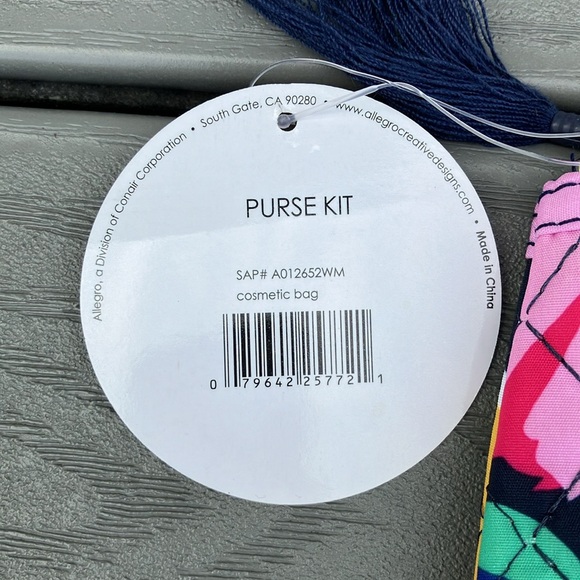 Allegro, a Division of Conair Corporation • South Gate, CA 90280 • www.allegrocreativedesigns.com • Made in China
PURSE KIT
SAP# A012652WM
cosmetic bag
0 79642 25772 1